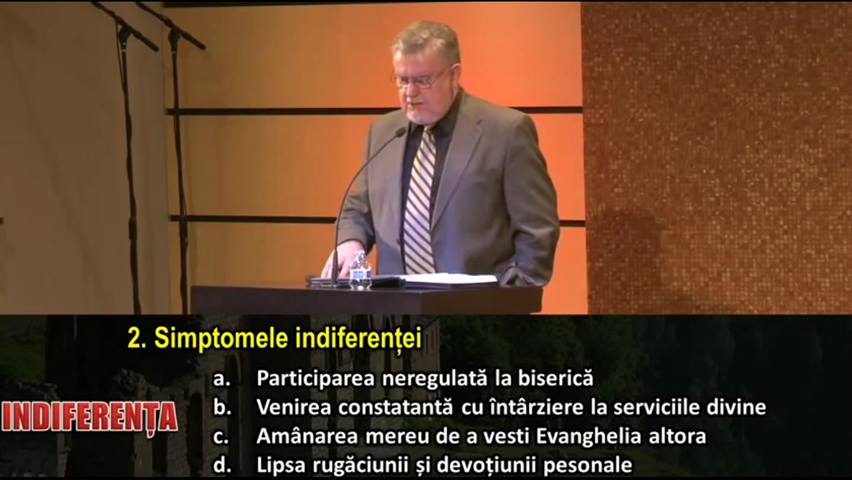 2. Simptomele indiferenței
INDIFERENȚA
a. Participarea neregulată la biserică
b. Venirea constatantă cu întârziere la serviciile divine
c. Amânarea mereu de a vesti Evanghelia altora
d. Lipsa rugăciunii și devoțiunii pesonale